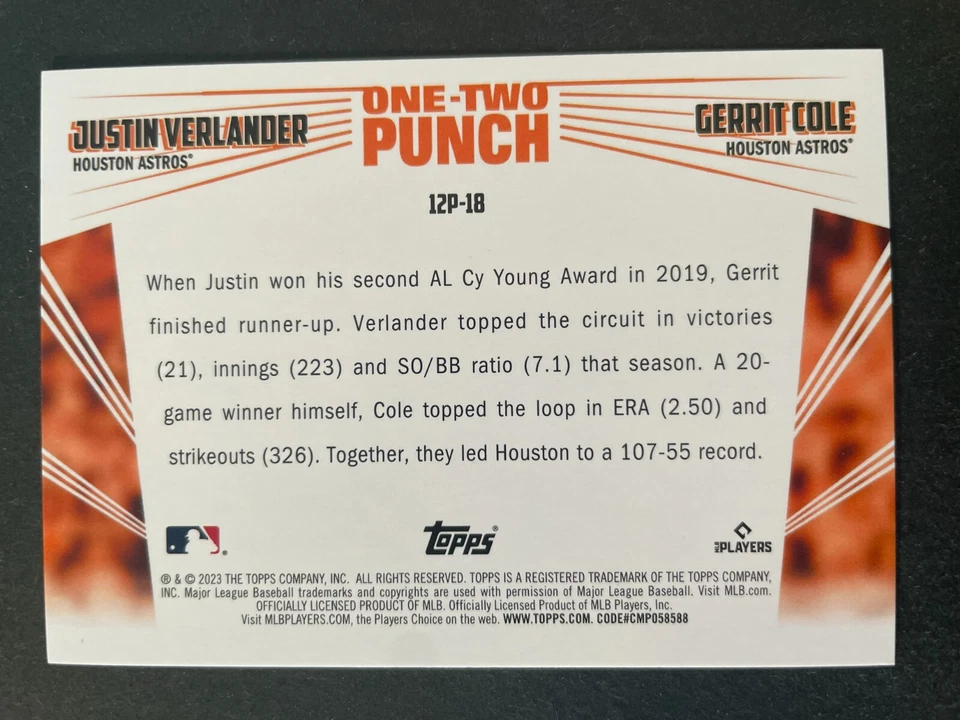 ONE-TWO
PUNCH
JUSTIN VERLANDER
HOUSTON ASTROS®
GERRIT COLE
HOUSTON ASTROS®
12P-18
When Justin won his second AL Cy Young Award in 2019, Gerrit
finished runner-up. Verlander topped the circuit in victories
(21), innings (223) and SO/BB ratio (7.1) that season. A 20-
game winner himself, Cole topped the loop in ERA (2.50) and
strikeouts (326). Together, they led Houston to a 107-55 record.
Topps®
MLB PLAYERS
® & © 2023 THE TOPPS COMPANY, INC. ALL RIGHTS RESERVED. TOPPS IS A REGISTERED TRADEMARK OF THE TOPPS COMPANY,
INC. Major League Baseball trademarks and copyrights are used with permission of Major League Baseball. Visit MLB.com.
OFFICIALLY LICENSED PRODUCT OF MLB. Officially Licensed Product of MLB Players, Inc.
Visit MLBPLAYERS.COM, the Players Choice on the web. WWW.TOPPS.COM. CODE#CMP058588